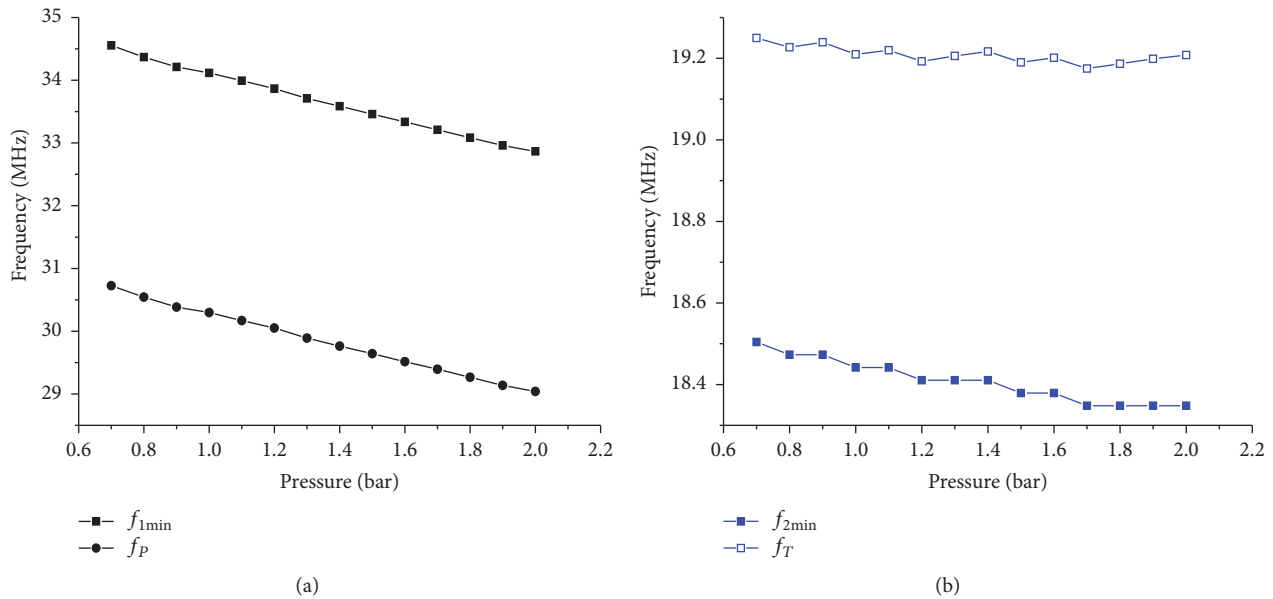 35
34
33
32
31
30
29
Frequency (MHz)
0.6 0.8 1.0 1.2 1.4 1.6 1.8 2.0 2.2
Pressure (bar)
f1min
fP
(a)
19.2
19.0
18.8
18.6
18.4
Frequency (MHz)
0.6 0.8 1.0 1.2 1.4 1.6 1.8 2.0 2.2
Pressure (bar)
f2min
fT
(b)